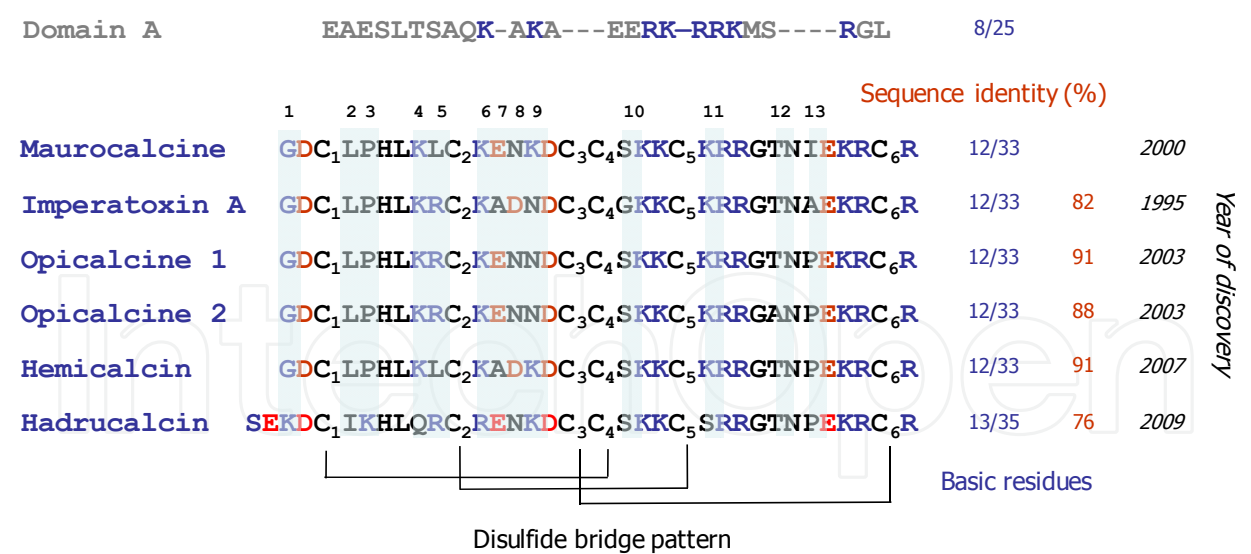 Domain A EAESLTSAQK-AKA---EERK–RRKMS----RGL 8/25
Sequence identity (%)
1 2 3 4 5 6 7 8 9 10 11 12 13
Maurocalcine GDC1LPHLKLC2KENKDC3C4SKKC5KRRGTNIEKRC6R 12/33 2000
Imperatoxin A GDC1LPHLKRC2KADNDC3C4GKKC5KRRGTNAEKRC6R 12/33 82 1995
Opicalcine 1 GDC1LPHLKRC2KENNDC3C4SKKC5KRRGTNPEKRC6R 12/33 91 2003
Opicalcine 2 GDC1LPHLKRC2KENNDC3C4SKKC5KRRGANPEKRC6R 12/33 88 2003
Hemicalcin GDC1LPHLKLC2KADKDC3C4SKKC5KRRGTNPEKRC6R 12/33 91 2007
Hadrucalcin SEKDC1IKHLQRC2RENKDC3C4SKKC5SRRGTNPEKRC6R 13/35 76 2009
Year of discovery
Basic residues
Disulfide bridge pattern
IntechOpen